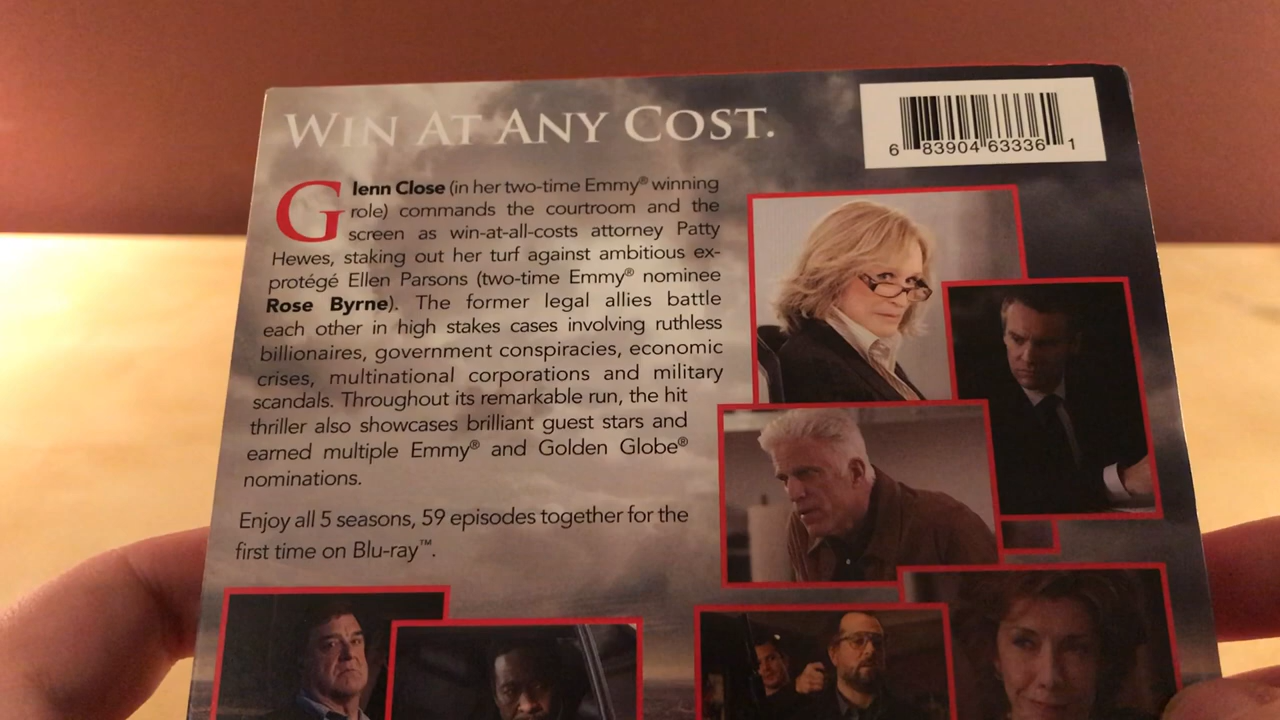 WIN AT ANY COST.
6 83904 63336 1
Glenn Close (in her two-time Emmy® winning
role) commands the courtroom and the
screen as win-at-all-costs attorney Patty
Hewes, staking out her turf against ambitious ex-
protégé Ellen Parsons (two-time Emmy® nominee
Rose Byrne). The former legal allies battle
each other in high stakes cases involving ruthless
billionaires, government conspiracies, economic
crises, multinational corporations and military
scandals. Throughout its remarkable run, the hit
thriller also showcases brilliant guest stars and
earned multiple Emmy® and Golden Globe®
nominations.
Enjoy all 5 seasons, 59 episodes together for the
first time on Blu-ray™.